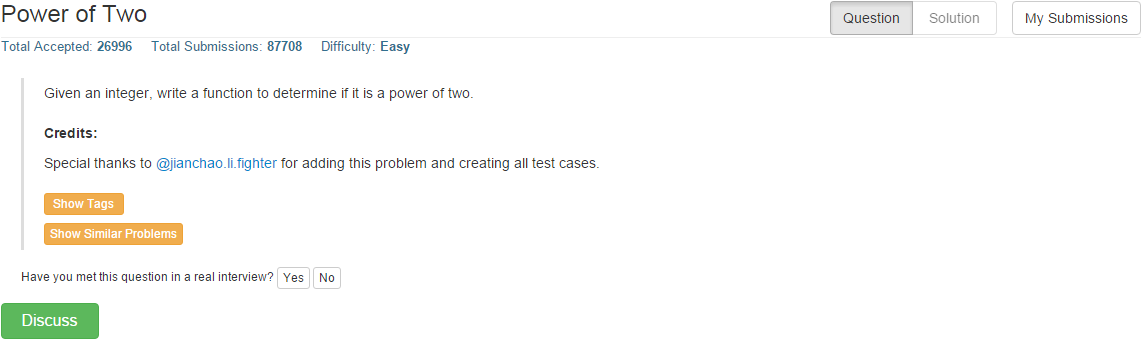 Power of Two
Question Solution My Submissions
Total Accepted: 26996 Total Submissions: 87708 Difficulty: Easy
Given an integer, write a function to determine if it is a power of two.
Credits:
Special thanks to @jianchao.li.fighter for adding this problem and creating all test cases.
Show Tags
Show Similar Problems
Have you met this question in a real interview? Yes No
Discuss